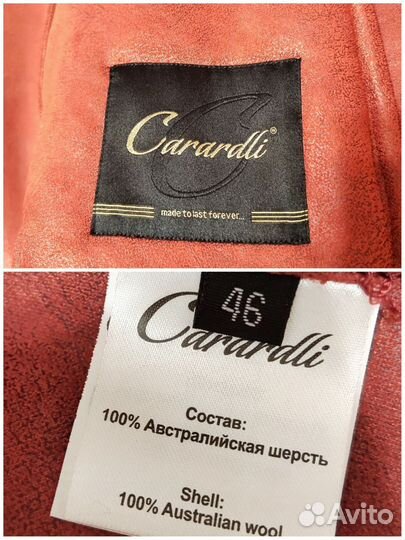 Carardli®
made to last forever...
46
Carardli
Состав:
100% Австралийская шерсть
Shell:
100% Australian wool
Avito